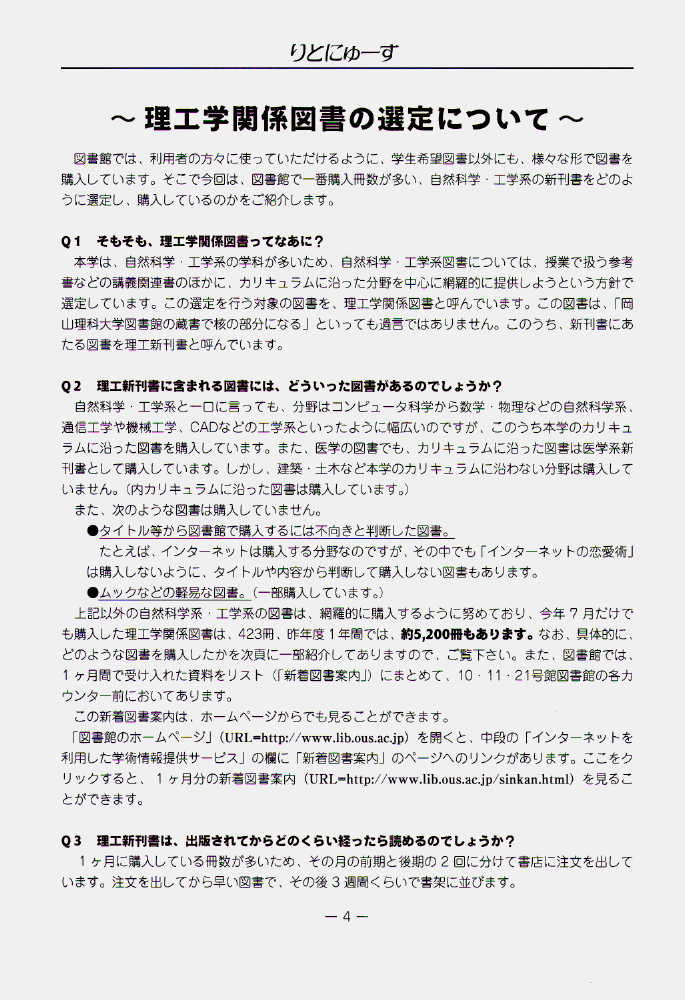 りとにゅーす
～ 理工学関係図書の選定について ～
図書館では、利用者の方々に使っていただけるように、学生希望図書以外にも、様々な形で図書を
購入しています。そこで今回は、図書館で一番購入冊数が多い、自然科学・工学系の新刊書をどのよ
うに選定し、購入しているのかをご紹介します。
Q1 そもそも、理工学関係図書ってなあに？
本学は、自然科学・工学系の学科が多いため、自然科学・工学系図書については、授業で扱う参考
書などの講義関連書のほかに、カリキュラムに沿った分野を中心に網羅的に提供しようという方針で
選定しています。この選定を行う対象の図書を、理工学関係図書と呼んでいます。この図書は、「岡
山理科大学図書館の蔵書で核の部分になる」といっても過言ではありません。このうち、新刊書にあ
たる図書を理工新刊書と呼んでいます。
Q2 理工新刊書に含まれる図書には、どういった図書があるのでしょうか？
自然科学・工学系と一口に言っても、分野はコンピュータ科学から数学・物理などの自然科学系、
通信工学や機械工学、CADなどの工学系といったように幅広いのですが、このうち本学のカリキュ
ラムに沿った図書を購入しています。また、医学の図書でも、カリキュラムに沿った図書は医学系新
刊書として購入しています。しかし、建築・土木など本学のカリキュラムに沿わない分野は購入して
いません。（内カリキュラムに沿った図書は購入しています。）
また、次のような図書は購入していません。
●タイトル等から図書館で購入するには不向きと判断した図書。
たとえば、インターネットは購入する分野なのですが、その中でも「インターネットの恋愛術」
は購入しないように、タイトルや内容から判断して購入しない図書もあります。
●ムックなどの軽易な図書。（一部購入しています。）
上記以外の自然科学系・工学系の図書は、網羅的に購入するように努めており、今年７月だけで
も購入した理工学関係図書は、423冊、昨年度１年間では、約5,200冊もあります。なお、具体的に、
どのような図書を購入したかを次頁に一部紹介してありますので、ご覧下さい。また、図書館では、
１ヶ月間で受け入れた資料をリスト（「新着図書案内」）にまとめて、10・11・21号館図書館の各カ
ウンター前においてあります。
この新着図書案内は、ホームページからでも見ることができます。
「図書館のホームページ」（URL=http://www.lib.ous.ac.jp）を開くと、中段の「インターネットを
利用した学術情報提供サービス」の欄に「新着図書案内」のページへのリンクがあります。ここをク
リックすると、１ヶ月分の新着図書案内（URL=http://www.lib.ous.ac.jp/sinkan.html）を見るこ
とができます。
Q3 理工新刊書は、出版されてからどのくらい経ったら読めるのでしょうか？
１ヶ月に購入している冊数が多いため、その月の前期と後期の２回に分けて書店に注文を出して
います。注文を出してから早い図書で、その後３週間くらいで書架に並びます。
－ 4 －